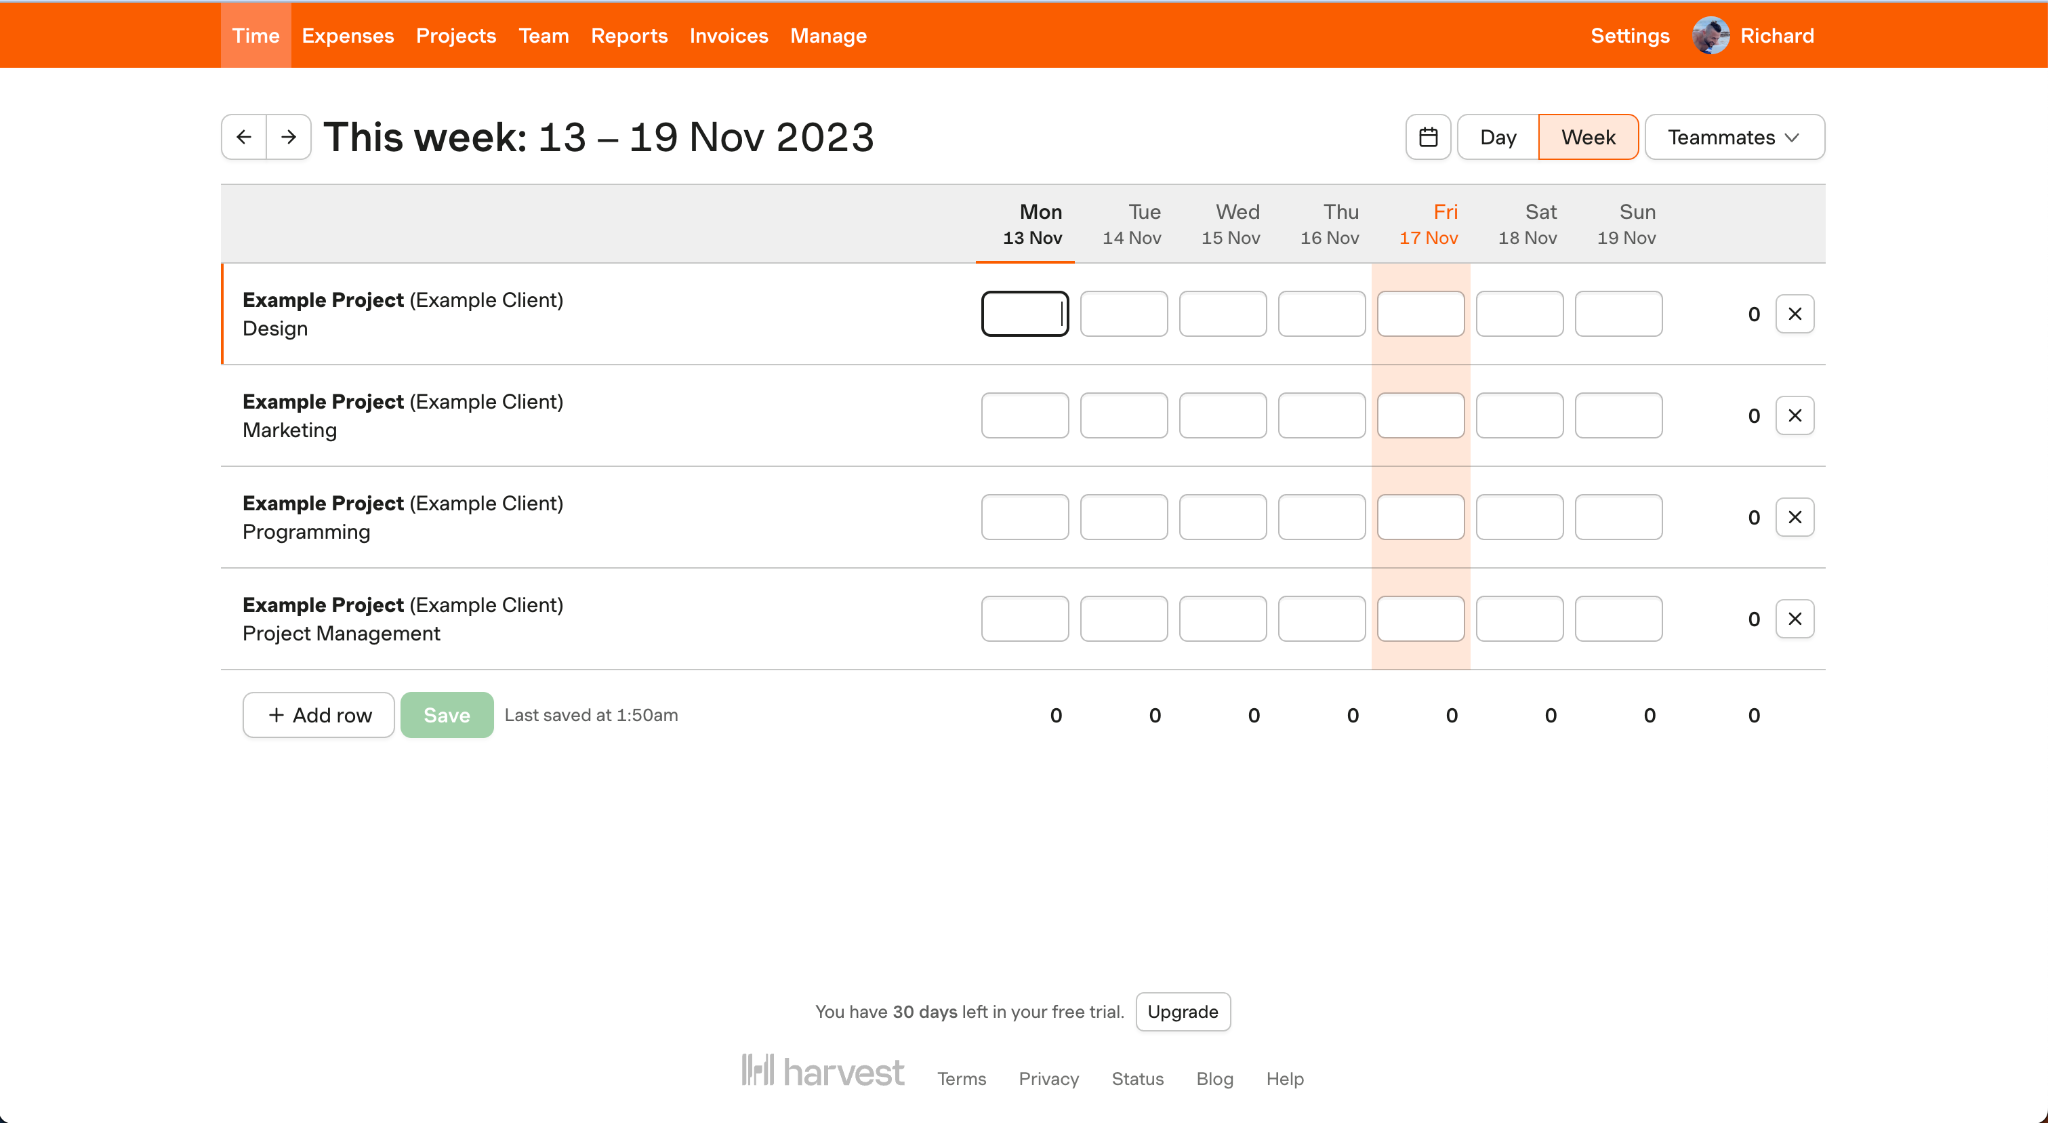 Time Expenses Projects Team Reports Invoices Manage Settings Richard
This week: 13 – 19 Nov 2023 Day Week Teammates
Mon Tue Wed Thu Fri Sat Sun
13 Nov 14 Nov 15 Nov 16 Nov 17 Nov 18 Nov 19 Nov
Example Project (Example Client)
Design
0
Example Project (Example Client)
Marketing
0
Example Project (Example Client)
Programming
0
Example Project (Example Client)
Project Management
0
Add row Save Last saved at 1:50am 0 0 0 0 0 0 0 0
You have 30 days left in your free trial. Upgrade
harvest Terms Privacy Status Blog Help